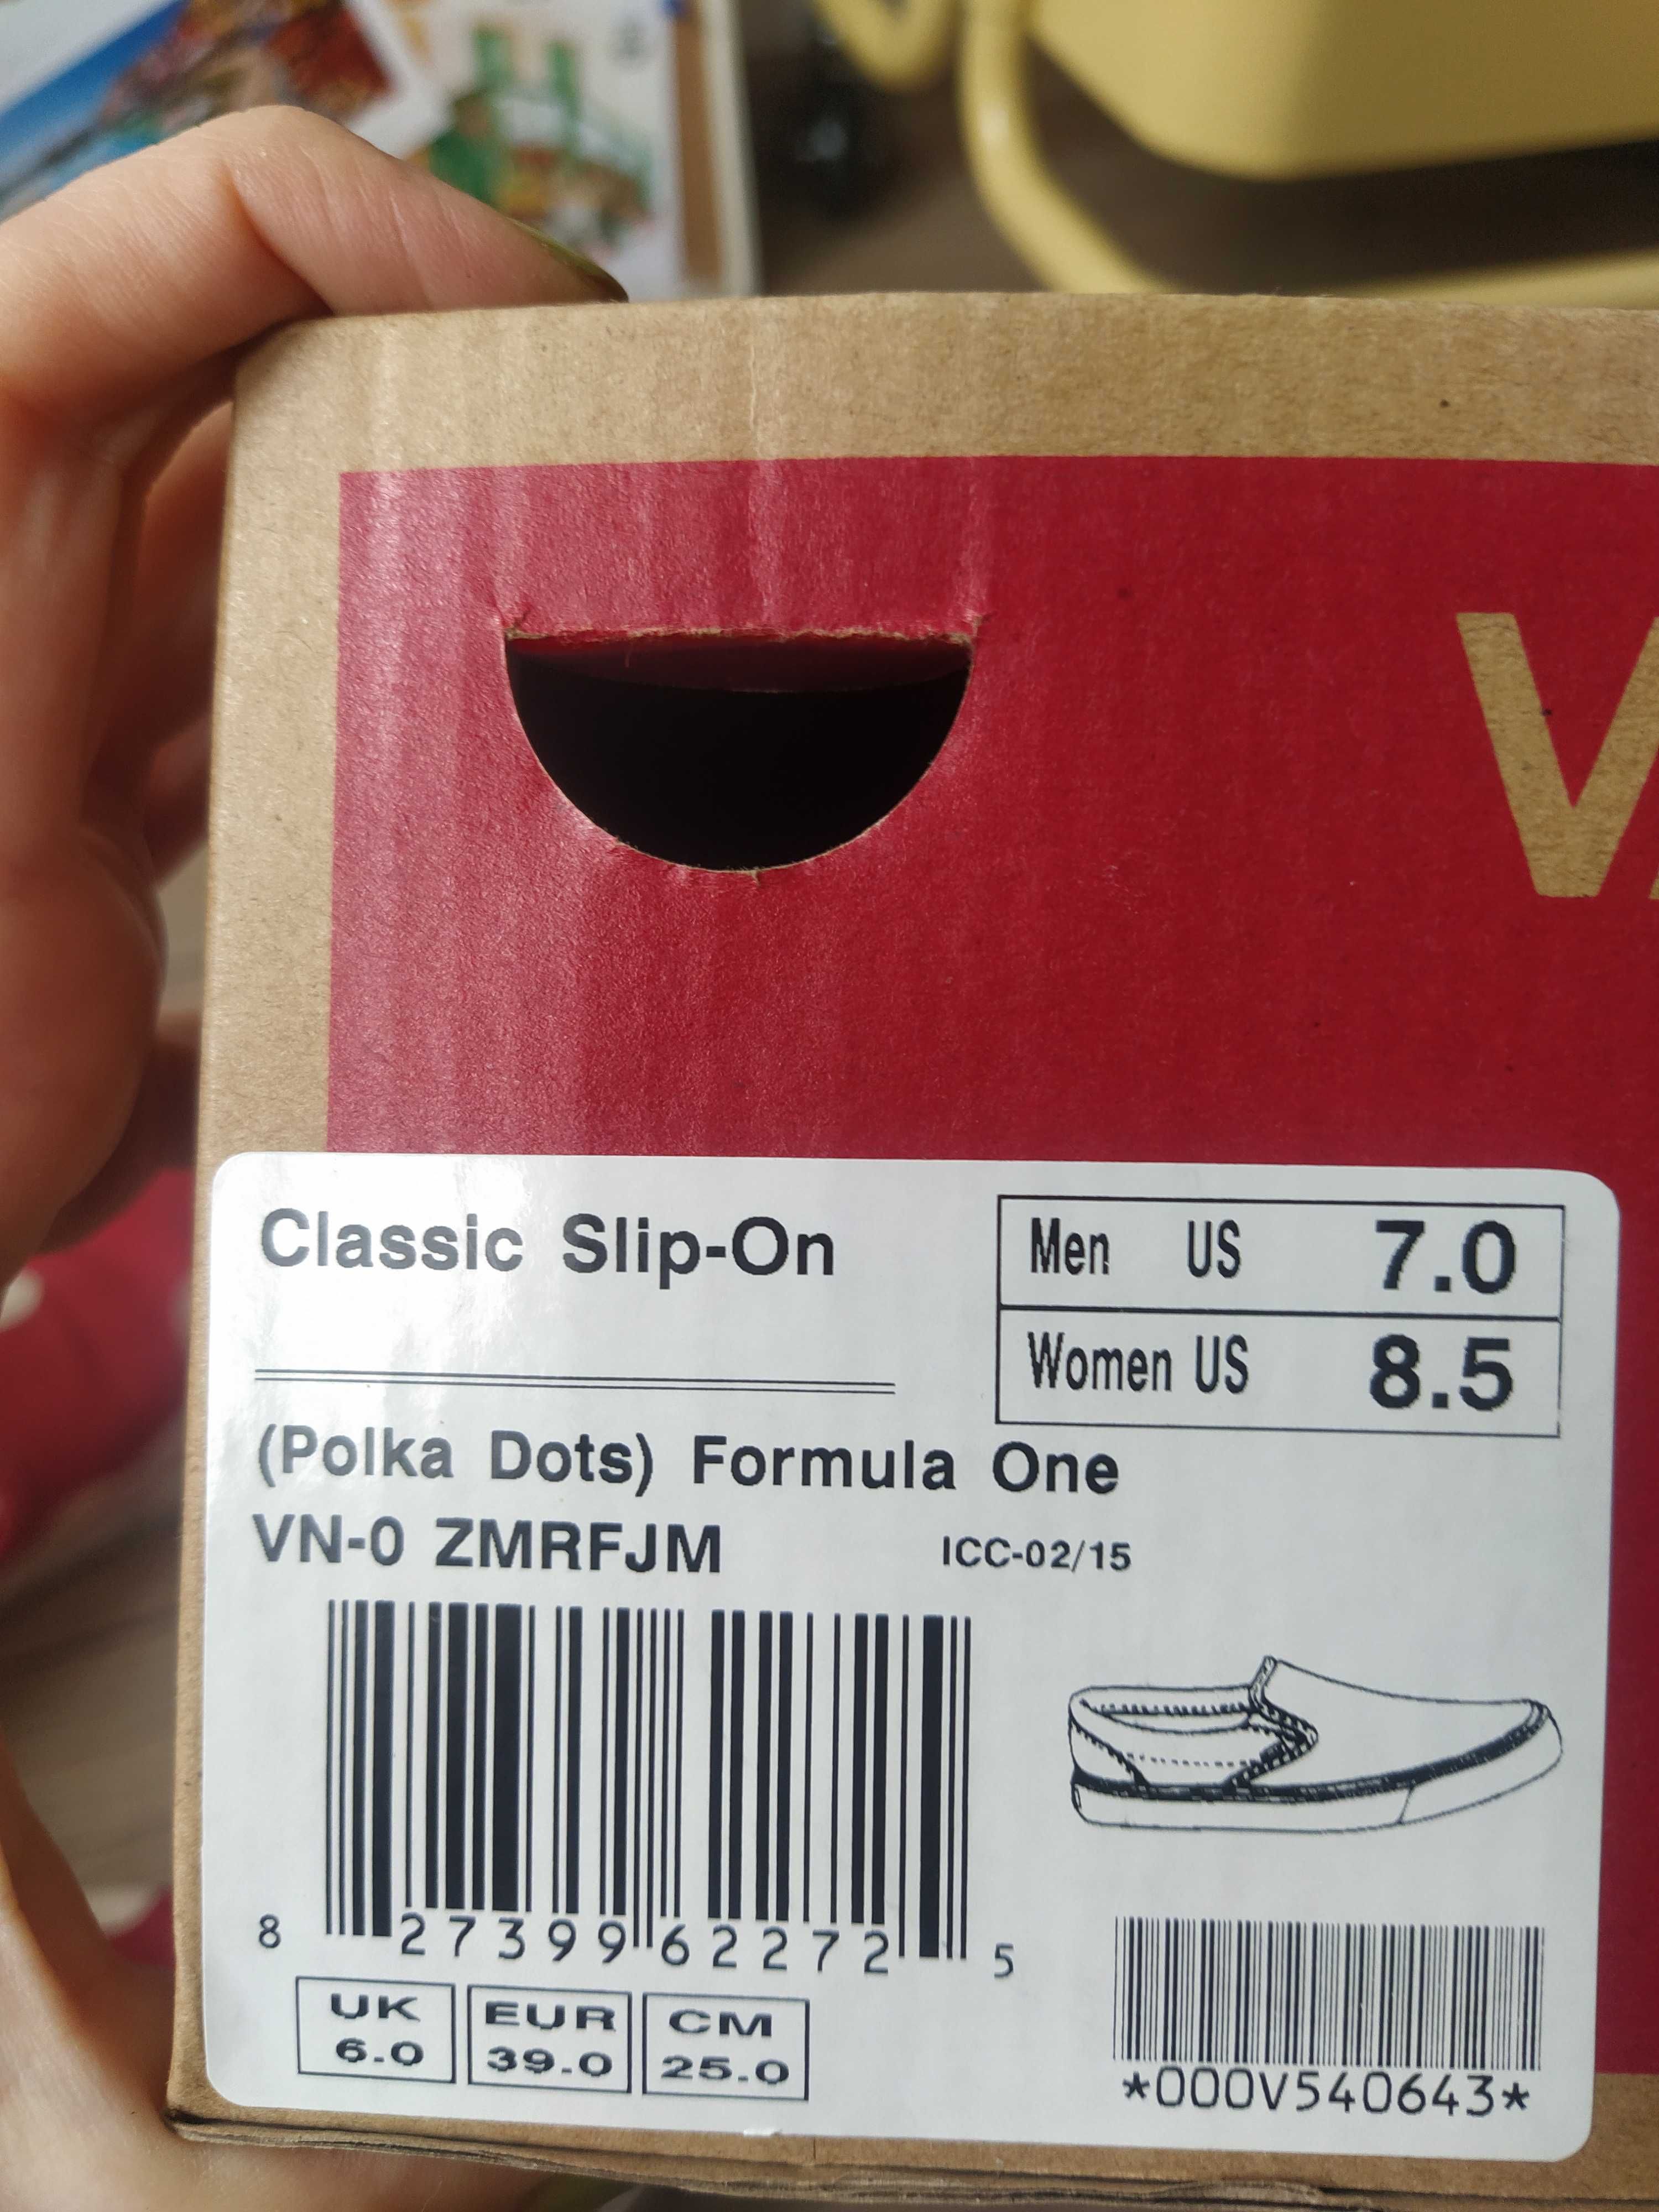 Classic Slip-On
Men US 7.0
Women US 8.5
(Polka Dots) Formula One
VN-0 ZMRFJM ICC-02/15
8 27399 62272 5
UK EUR CM
6.0 39.0 25.0
*000V540643*